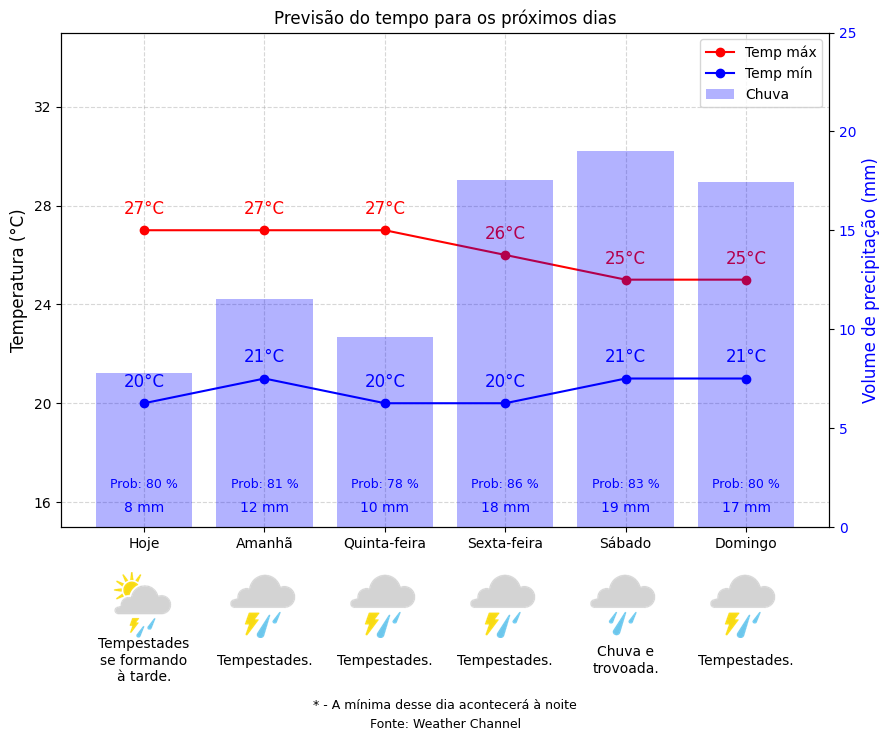 Previsão do tempo para os próximos dias
Temp máx
Temp mín
Chuva
Temperatura (°C)
32
28
24
20
16
Volume de precipitação (mm)
25
20
15
10
5
0
27°C 27°C 27°C 26°C 25°C 25°C
20°C 21°C 20°C 20°C 21°C 21°C
Prob: 80 % Prob: 81 % Prob: 78 % Prob: 86 % Prob: 83 % Prob: 80 %
8 mm 12 mm 10 mm 18 mm 19 mm 17 mm
Hoje Amanhã Quinta-feira Sexta-feira Sábado Domingo
Tempestades
se formando
à tarde.
Tempestades.
Tempestades.
Tempestades.
Chuva e
trovoada.
Tempestades.
* - A mínima desse dia acontecerá à noite
Fonte: Weather Channel